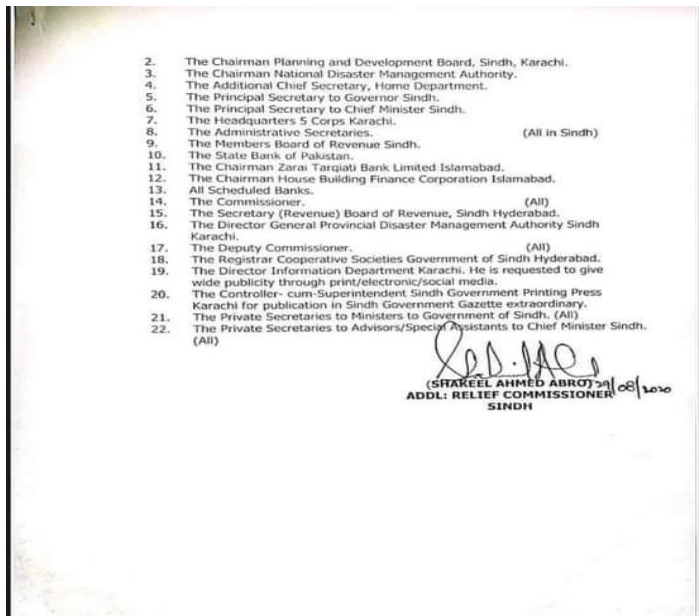 2. The Chairman Planning and Development Board, Sindh, Karachi.
3. The Chairman National Disaster Management Authority.
4. The Additional Chief Secretary, Home Department.
5. The Principal Secretary to Governor Sindh.
6. The Principal Secretary to Chief Minister Sindh.
7. The Headquarters 5 Corps Karachi.
8. The Administrative Secretaries. (All in Sindh)
9. The Members Board of Revenue Sindh.
10. The State Bank of Pakistan.
11. The Chairman Zarai Tarqiati Bank Limited Islamabad.
12. The Chairman House Building Finance Corporation Islamabad.
13. All Scheduled Banks.
14. The Commissioner. (All)
15. The Secretary (Revenue) Board of Revenue, Sindh Hyderabad.
16. The Director General Provincial Disaster Management Authority Sindh
Karachi.
17. The Deputy Commissioner. (All)
18. The Registrar Cooperative Societies Government of Sindh Hyderabad.
19. The Director Information Department Karachi. He is requested to give
wide publicity through print/electronic/social media.
20. The Controller- cum-Superintendent Sindh Government Printing Press
Karachi for publication in Sindh Government Gazette extraordinary.
21. The Private Secretaries to Ministers to Government of Sindh. (All)
22. The Private Secretaries to Advisors/Special Assistants to Chief Minister Sindh.
(All)
(SHAKEEL AHMED ABRO) 29/08/2020
ADDL: RELIEF COMMISSIONER
SINDH